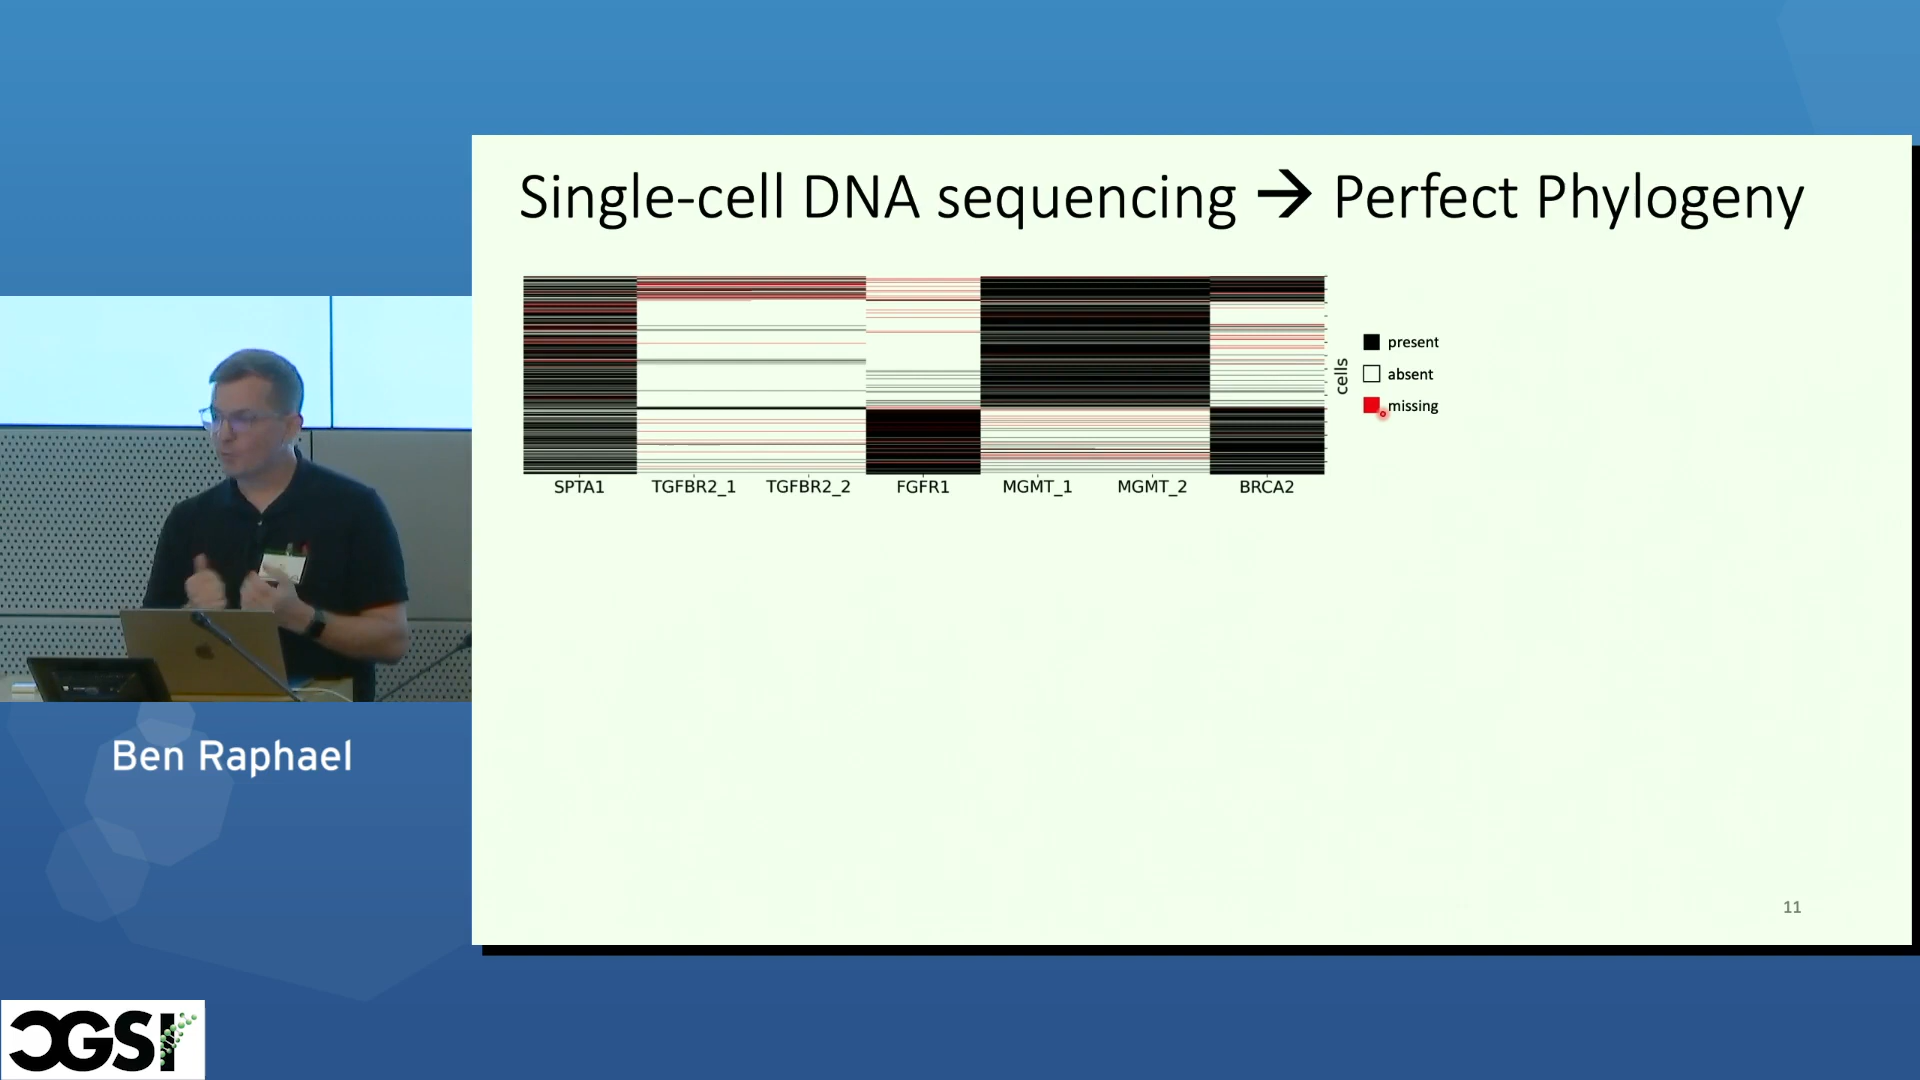 Single-cell DNA sequencing → Perfect Phylogeny
present
absent
missing
cells
SPTA1 TGFBR2_1 TGFBR2_2 FGFR1 MGMT_1 MGMT_2 BRCA2
11
Ben Raphael
CGSI